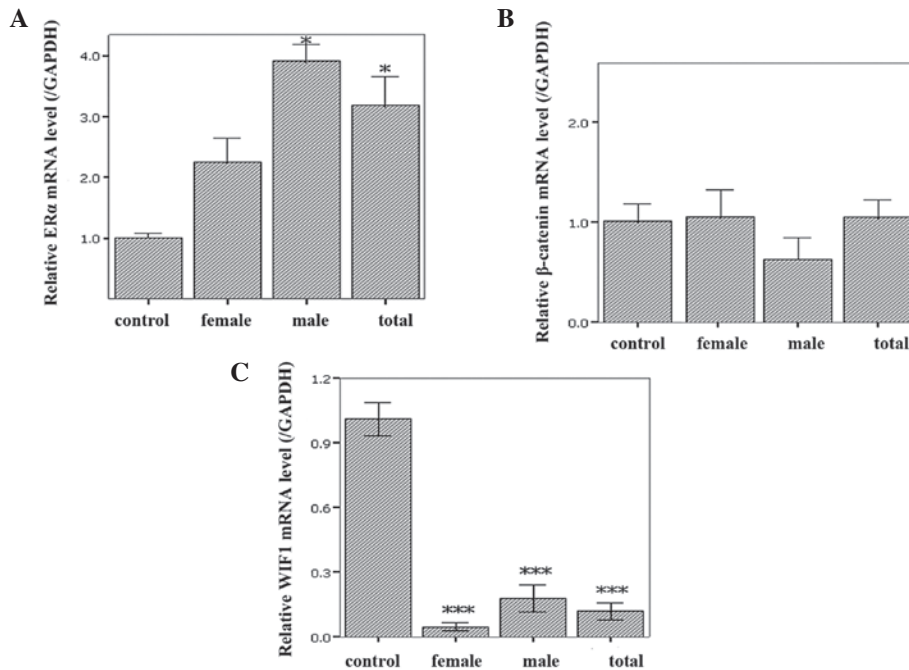 A
Relative ERα mRNA level (/GAPDH)
4.0
3.0
2.0
1.0
*
*
control female male total
B
Relative β-catenin mRNA level (/GAPDH)
2.0
1.0
0.0
control female male total
C
Relative WIF1 mRNA level (/GAPDH)
1.2
0.9
0.6
0.3
0.0
***
***
***
control female male total